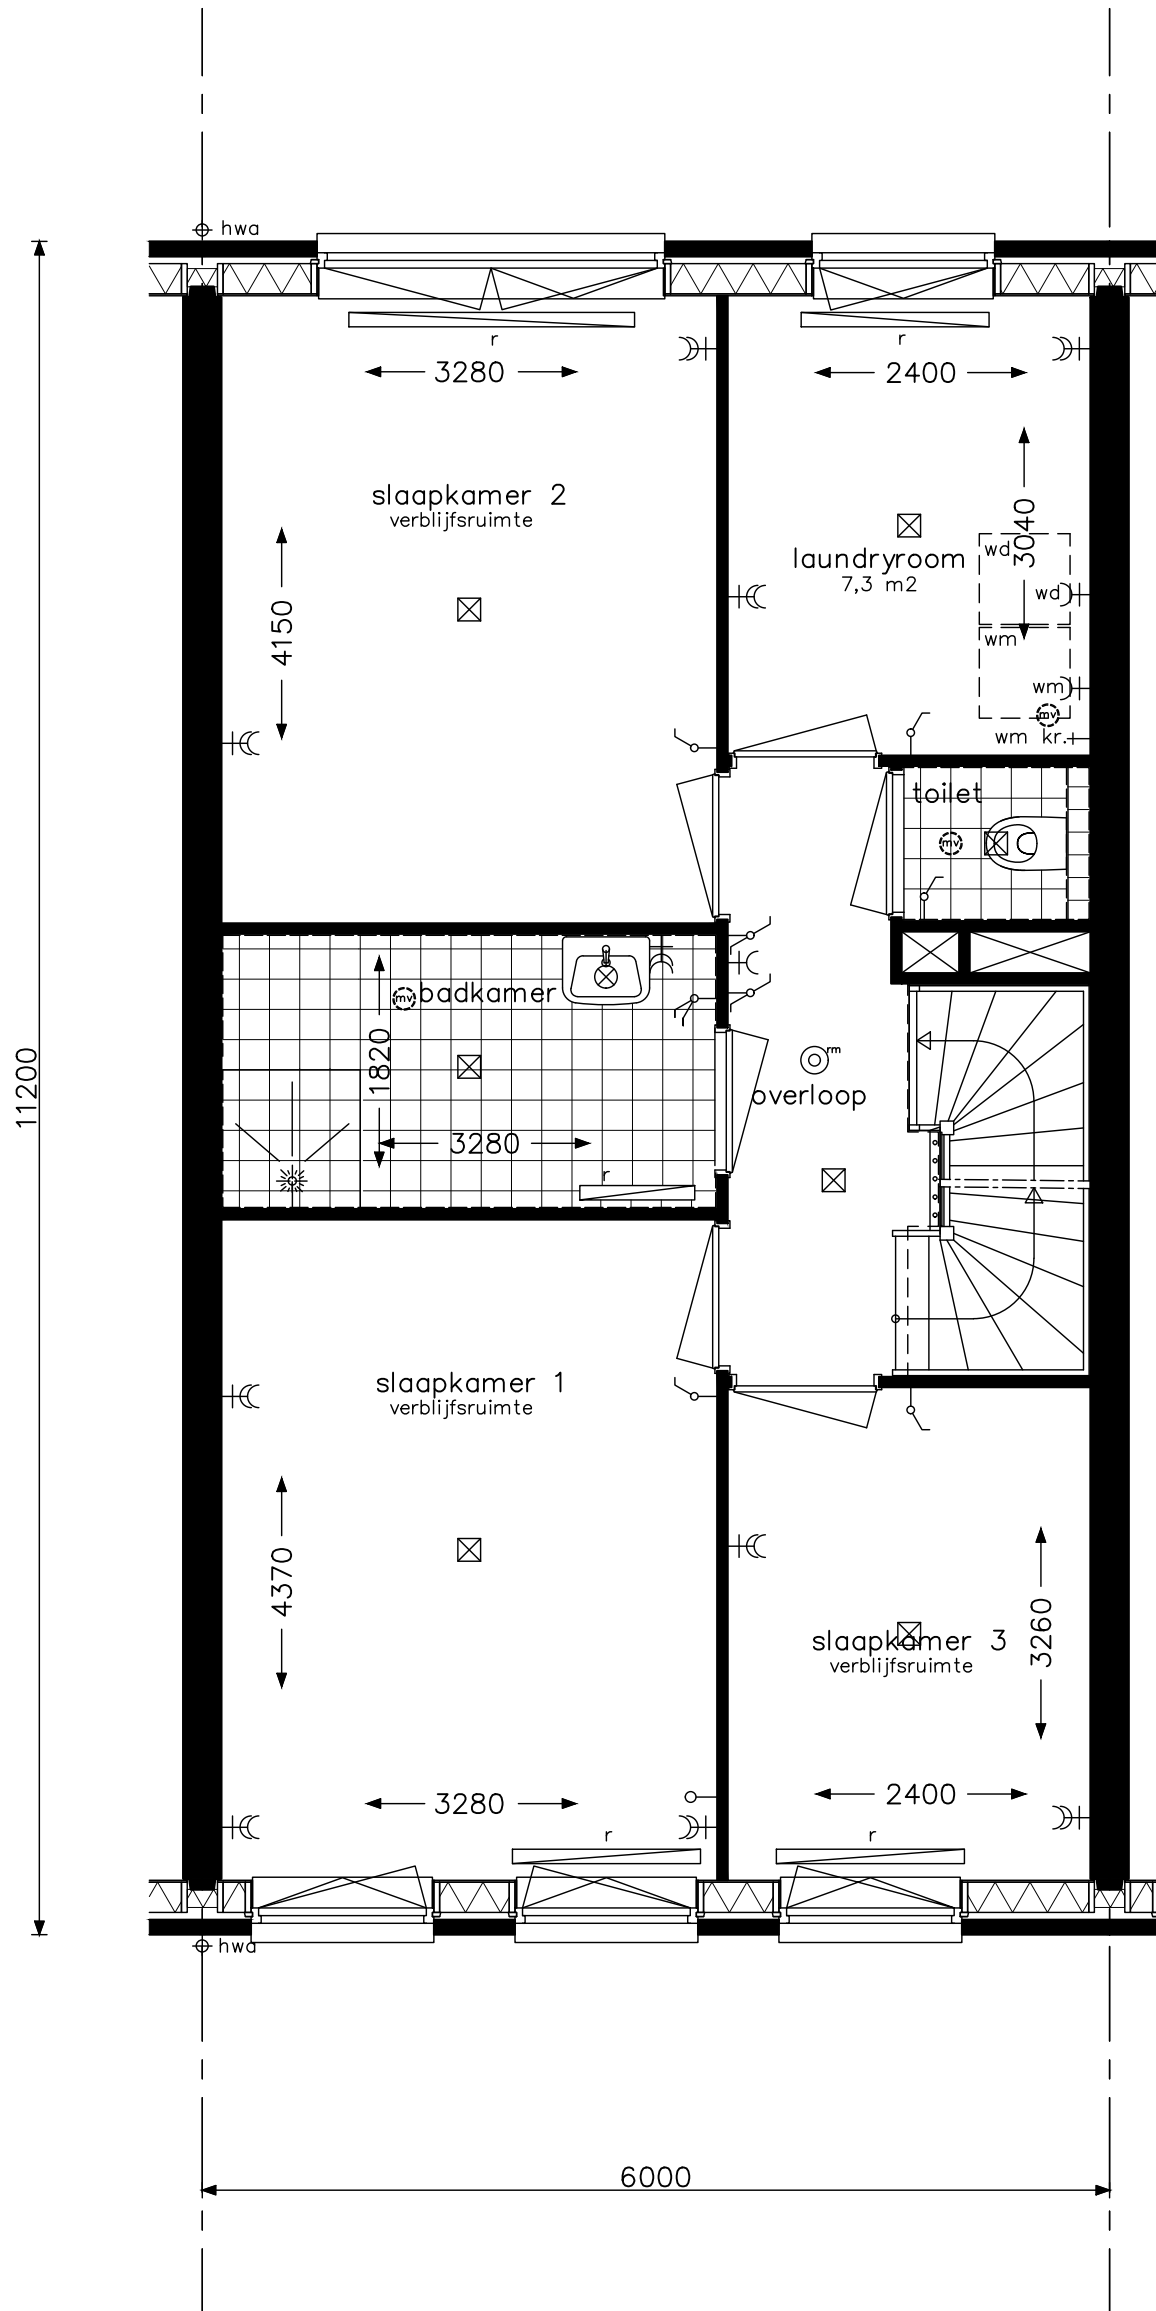 hwa
r
r
3280
2400
slaapkamer 2
verblijfsruimte
3040
wd
laundryroom
7,3 m2
wd
4150
wm
wm
mv
wm kr.
toilet
mv
mv
badkamer
1820
rm
overloop
11200
3280
r
slaapkamer 1
verblijfsruimte
4370
slaapkamer 3
verblijfsruimte
3260
3280
2400
r
r
hwa
6000